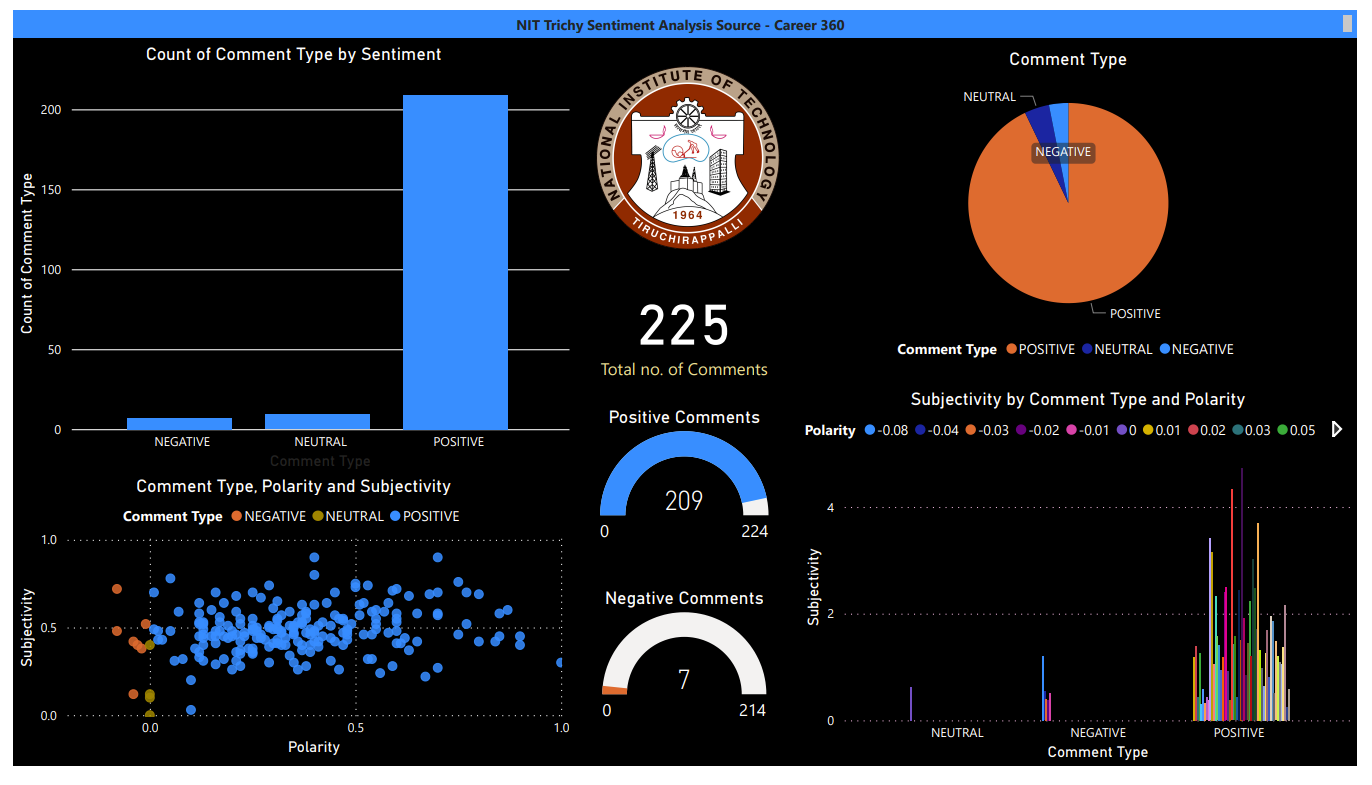 NIT Trichy Sentiment Analysis Source - Career 360
Count of Comment Type by Sentiment
Count of Comment Type
200
150
100
50
0
NEGATIVE NEUTRAL POSITIVE
Comment Type
NATIONAL INSTITUTE OF TECHNOLOGY
1964
TIRUCHIRAPPALLI
Comment Type
NEUTRAL
NEGATIVE
POSITIVE
Comment Type POSITIVE NEUTRAL NEGATIVE
225
Total no. of Comments
Positive Comments
209
0 224
Negative Comments
7
0 214
Comment Type, Polarity and Subjectivity
Comment Type NEGATIVE NEUTRAL POSITIVE
Subjectivity
1.0
0.5
0.0
0.0 0.5 1.0
Polarity
Subjectivity by Comment Type and Polarity
Polarity -0.08 -0.04 -0.03 -0.02 -0.01 0 0.01 0.02 0.03 0.05
Subjectivity
4
2
0
NEUTRAL NEGATIVE POSITIVE
Comment Type